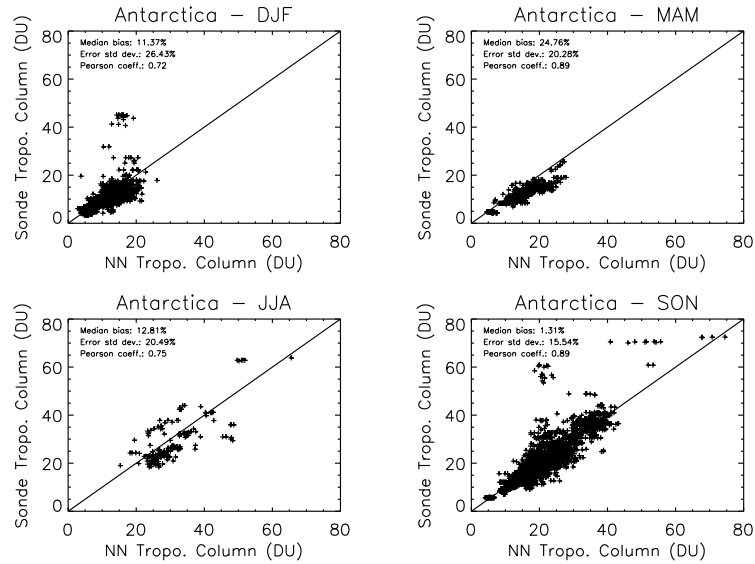 Antarctica – DJF
Median bias: 11.37%
Error std dev.: 26.43%
Pearson coeff.: 0.72
Sonde Tropo. Column (DU)
80
60
40
20
0
0 20 40 60 80
NN Tropo. Column (DU)
Antarctica – MAM
Median bias: 24.76%
Error std dev.: 20.28%
Pearson coeff.: 0.89
Sonde Tropo. Column (DU)
80
60
40
20
0
0 20 40 60 80
NN Tropo. Column (DU)
Antarctica – JJA
Median bias: 12.81%
Error std dev.: 20.49%
Pearson coeff.: 0.75
Sonde Tropo. Column (DU)
80
60
40
20
0
0 20 40 60 80
NN Tropo. Column (DU)
Antarctica – SON
Median bias: 1.31%
Error std dev.: 15.54%
Pearson coeff.: 0.89
Sonde Tropo. Column (DU)
80
60
40
20
0
0 20 40 60 80
NN Tropo. Column (DU)